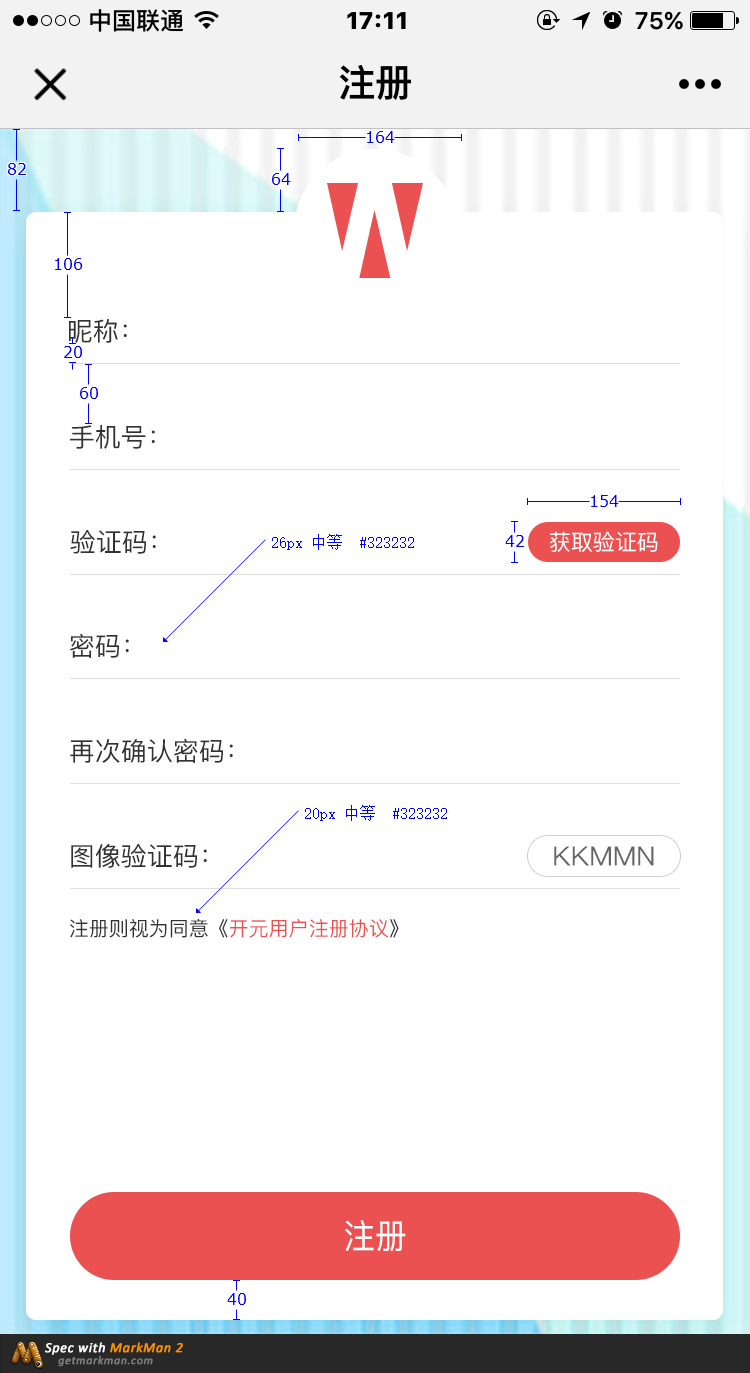 中国联通 17:11 75%
注册
164
82
64
106
昵称：
20
60
手机号：
154
验证码： 26px 中等 #323232 42 获取验证码
密码：
再次确认密码：
20px 中等 #323232
图像验证码： KKMMN
注册则视为同意《开元用户注册协议》
注册
40
Spec with MarkMan 2
getmarkman.com